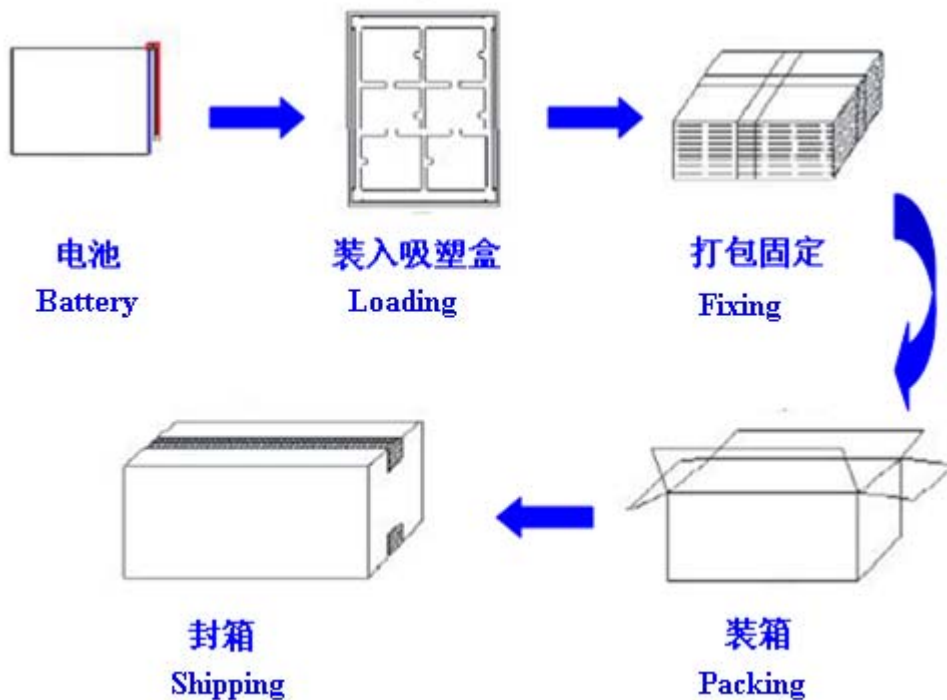 电池
Battery
装入吸塑盒
Loading
打包固定
Fixing
装箱
Packing
封箱
Shipping